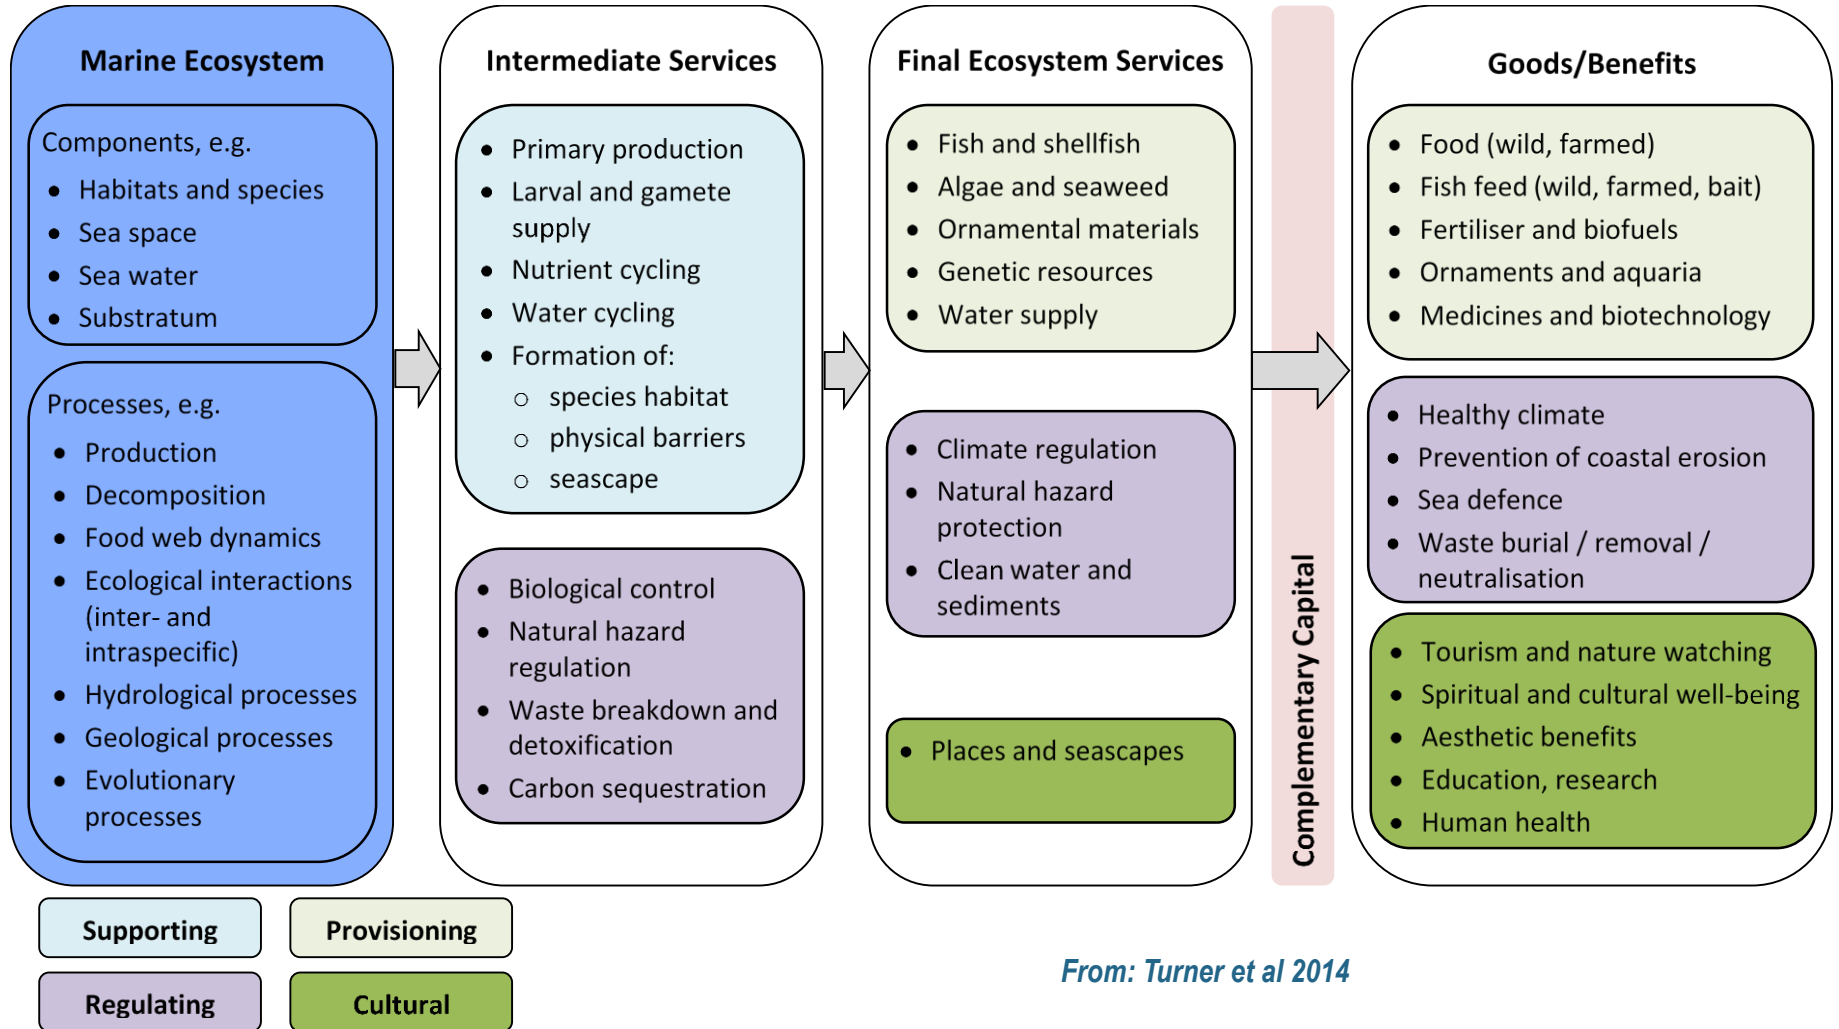 Marine Ecosystem
Components, e.g.
• Habitats and species
• Sea space
• Sea water
• Substratum
Processes, e.g.
• Production
• Decomposition
• Food web dynamics
• Ecological interactions
(inter- and
intraspecific)
• Hydrological processes
• Geological processes
• Evolutionary
processes
Intermediate Services
• Primary production
• Larval and gamete
supply
• Nutrient cycling
• Water cycling
• Formation of:
○ species habitat
○ physical barriers
○ seascape
• Biological control
• Natural hazard
regulation
• Waste breakdown and
detoxification
• Carbon sequestration
Final Ecosystem Services
• Fish and shellfish
• Algae and seaweed
• Ornamental materials
• Genetic resources
• Water supply
• Climate regulation
• Natural hazard
protection
• Clean water and
sediments
• Places and seascapes
Complementary Capital
Goods/Benefits
• Food (wild, farmed)
• Fish feed (wild, farmed, bait)
• Fertiliser and biofuels
• Ornaments and aquaria
• Medicines and biotechnology
• Healthy climate
• Prevention of coastal erosion
• Sea defence
• Waste burial / removal /
neutralisation
• Tourism and nature watching
• Spiritual and cultural well-being
• Aesthetic benefits
• Education, research
• Human health
Supporting
Provisioning
Regulating
Cultural
From: Turner et al 2014